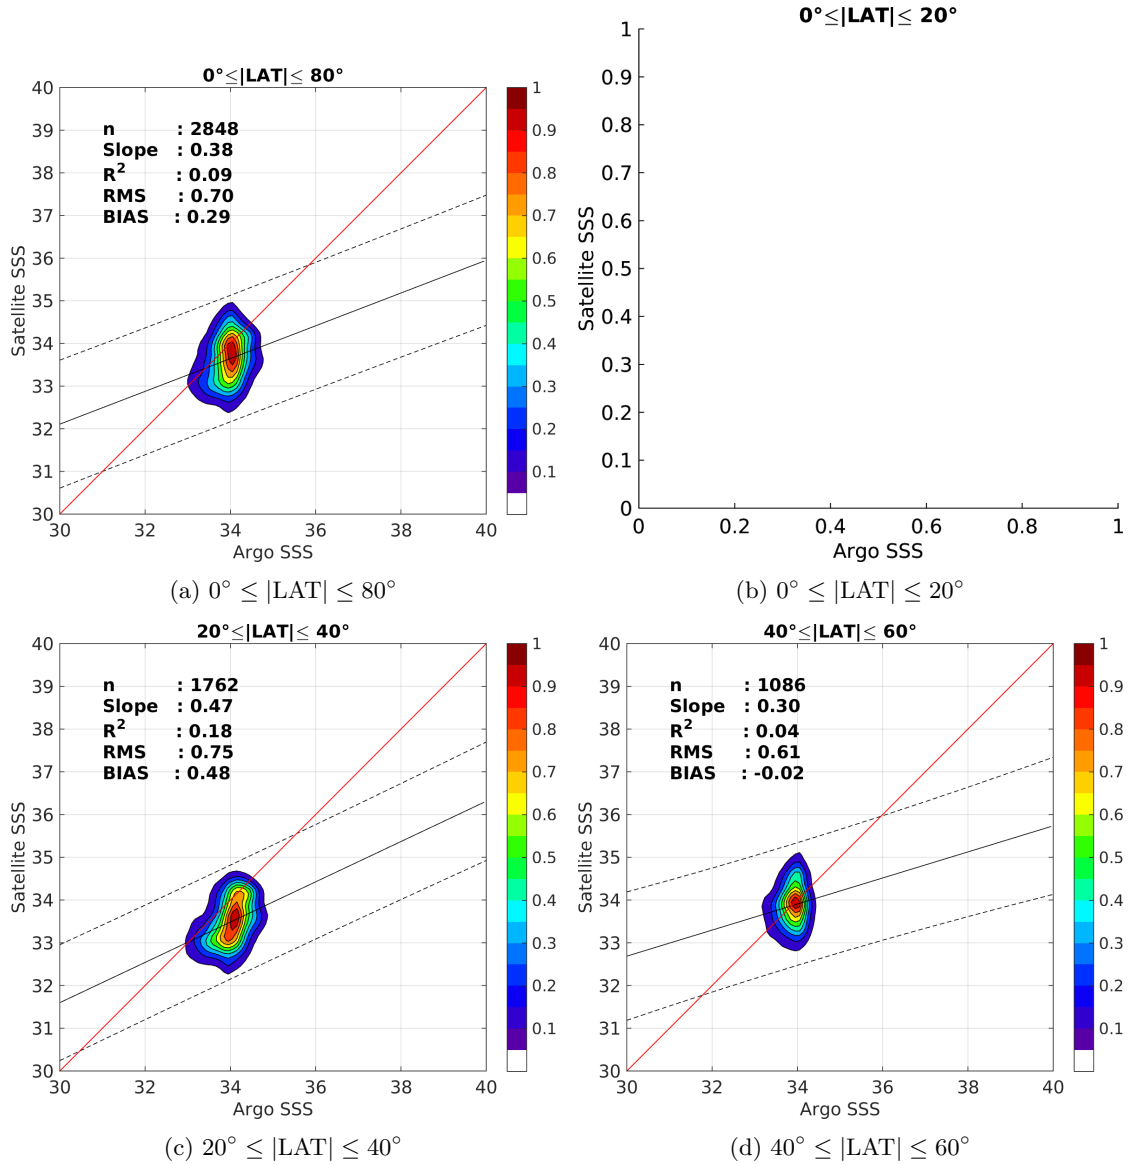 0°≤|LAT|≤ 80°
n : 2848
Slope : 0.38
R² : 0.09
RMS : 0.70
BIAS : 0.29
40
39
38
37
36
35
34
33
32
31
30
30 32 34 36 38 40
Satellite SSS
Argo SSS
1
0.9
0.8
0.7
0.6
0.5
0.4
0.3
0.2
0.1
(a) 0° ≤ |LAT| ≤ 80°
0°≤|LAT|≤ 20°
1
0.9
0.8
0.7
0.6
0.5
0.4
0.3
0.2
0.1
0
0 0.2 0.4 0.6 0.8 1
Satellite SSS
Argo SSS
(b) 0° ≤ |LAT| ≤ 20°
20°≤|LAT|≤ 40°
n : 1762
Slope : 0.47
R² : 0.18
RMS : 0.75
BIAS : 0.48
40
39
38
37
36
35
34
33
32
31
30
30 32 34 36 38 40
Satellite SSS
Argo SSS
1
0.9
0.8
0.7
0.6
0.5
0.4
0.3
0.2
0.1
(c) 20° ≤ |LAT| ≤ 40°
40°≤|LAT|≤ 60°
n : 1086
Slope : 0.30
R² : 0.04
RMS : 0.61
BIAS : -0.02
40
39
38
37
36
35
34
33
32
31
30
30 32 34 36 38 40
Satellite SSS
Argo SSS
1
0.9
0.8
0.7
0.6
0.5
0.4
0.3
0.2
0.1
(d) 40° ≤ |LAT| ≤ 60°